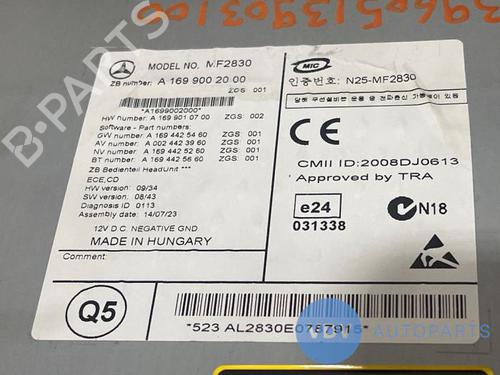 39605139031
B-PARTS
MODEL NO. MF2830
ZB number: A 169 900 20 00
ZGS 001
*A1699002000*
HW number A 169 901 07 00 ZGS 002
Software - Part numbers:
GW number A 169 442 55 60 ZGS 001
AV number A 002 442 39 60 ZGS 001
NV number A 169 442 52 60 ZGS 001
BT number A 169 442 56 60 ZGS 001
ZB Bedienteil HeadUnit ***
ECE,CD
HW version: 09/34
SW version 08/43
Diagnosis ID 0113
Assembly date: 14/07/23
12V D.C. NEGATIVE GND
MADE IN HUNGARY
Comment:
MIC
인증번호: N25-MF2830
CE
CMII ID:2008DJ0613
Approved by TRA
e24
031338
N18
Q5
*523 AL2830E0787915*
VDV AUTOPARTS